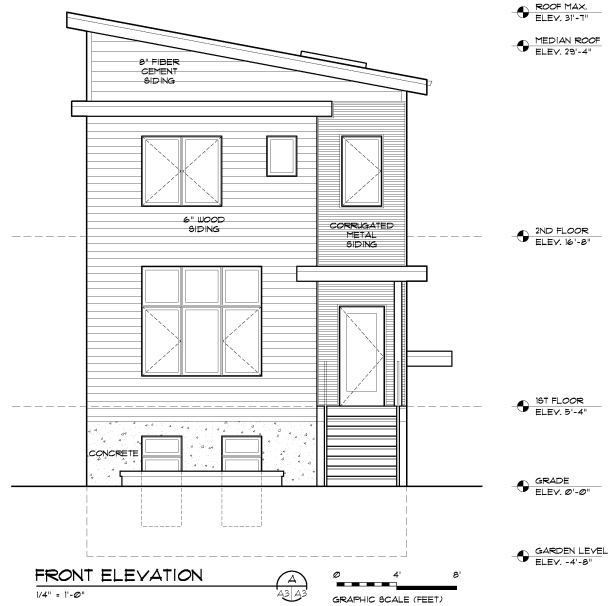 ROOF MAX.
ELEV. 31'-7"
MEDIAN ROOF
ELEV. 29'-4"
8" FIBER
CEMENT
SIDING
6" WOOD
SIDING
CORRUGATED
METAL
SIDING
2ND FLOOR
ELEV. 16'-8"
1ST FLOOR
ELEV. 5'-4"
CONCRETE
GRADE
ELEV. 0'-0"
GARDEN LEVEL
ELEV. -4'-8"
FRONT ELEVATION
1/4" = 1'-0"
A
A3 A3
0 4' 8'
GRAPHIC SCALE (FEET)